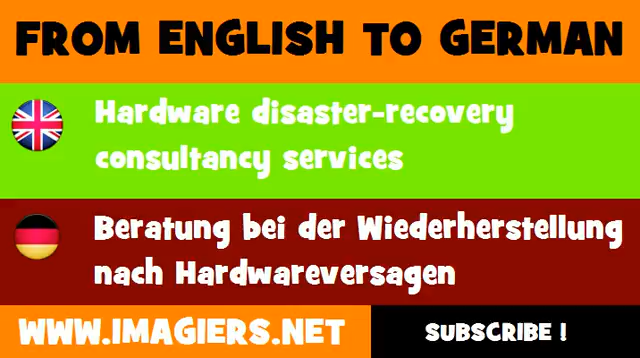 FROM ENGLISH TO GERMAN
Hardware disaster-recovery
consultancy services
Beratung bei der Wiederherstellung
nach Hardwareversagen
WWW.IMAGIERS.NET
SUBSCRIBE !